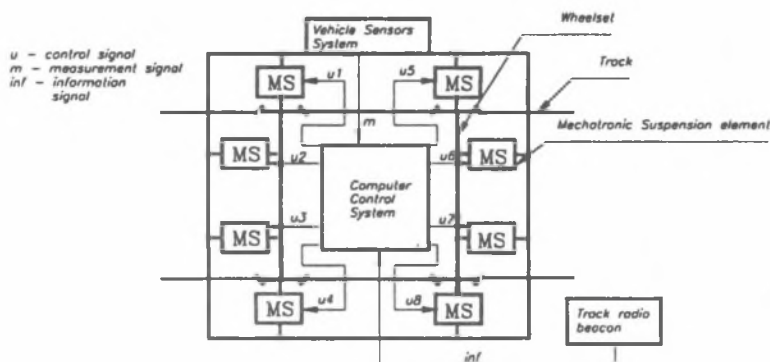 Vehicle Sensors
System
Wheelset
u - control signal
m - measurement signal
inf - information
signal
MS
u1
u5
MS
Track
m
Mechatronic Suspension element
MS
u2
u6
MS
Computer
Control
System
MS
u3
u7
MS
MS
u4
u8
MS
Track radio
beacon
inf